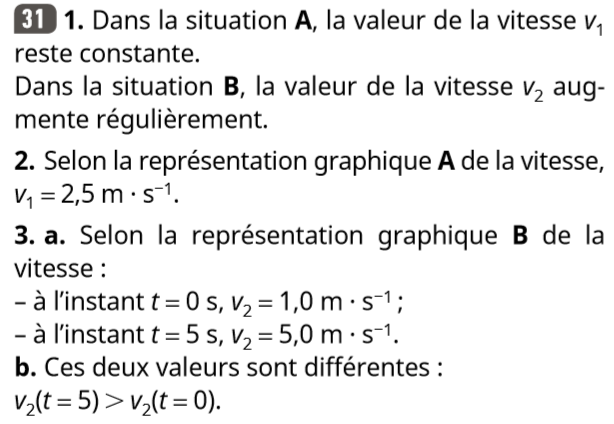 31 1. Dans la situation A, la valeur de la vitesse v₁
reste constante.
Dans la situation B, la valeur de la vitesse v₂ aug-
mente régulièrement.
2. Selon la représentation graphique A de la vitesse,
v₁ = 2,5 m · s⁻¹.
3. a. Selon la représentation graphique B de la
vitesse :
– à l’instant t = 0 s, v₂ = 1,0 m · s⁻¹ ;
– à l’instant t = 5 s, v₂ = 5,0 m · s⁻¹.
b. Ces deux valeurs sont différentes :
v₂(t = 5) > v₂(t = 0).